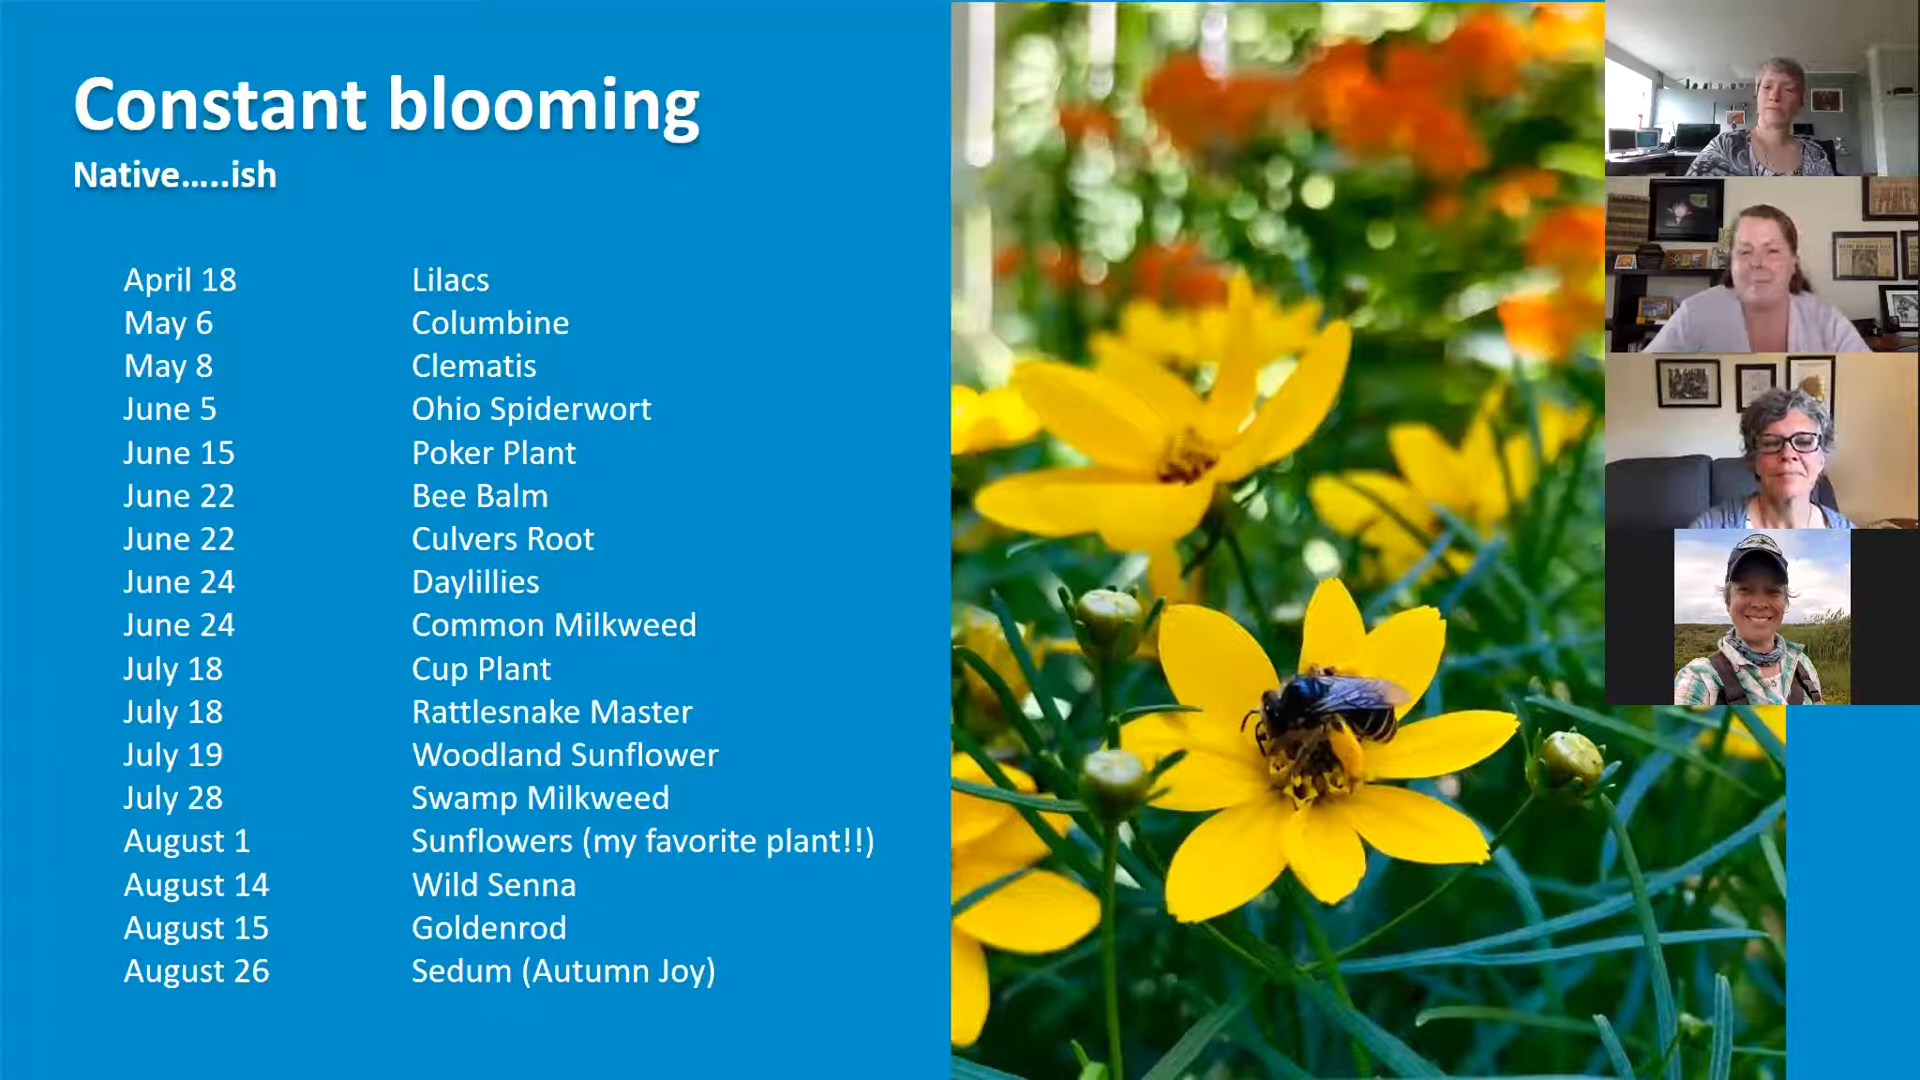 Constant blooming
Native.....ish
April 18 Lilacs
May 6 Columbine
May 8 Clematis
June 5 Ohio Spiderwort
June 15 Poker Plant
June 22 Bee Balm
June 22 Culvers Root
June 24 Daylillies
June 24 Common Milkweed
July 18 Cup Plant
July 18 Rattlesnake Master
July 19 Woodland Sunflower
July 28 Swamp Milkweed
August 1 Sunflowers (my favorite plant!!)
August 14 Wild Senna
August 15 Goldenrod
August 26 Sedum (Autumn Joy)